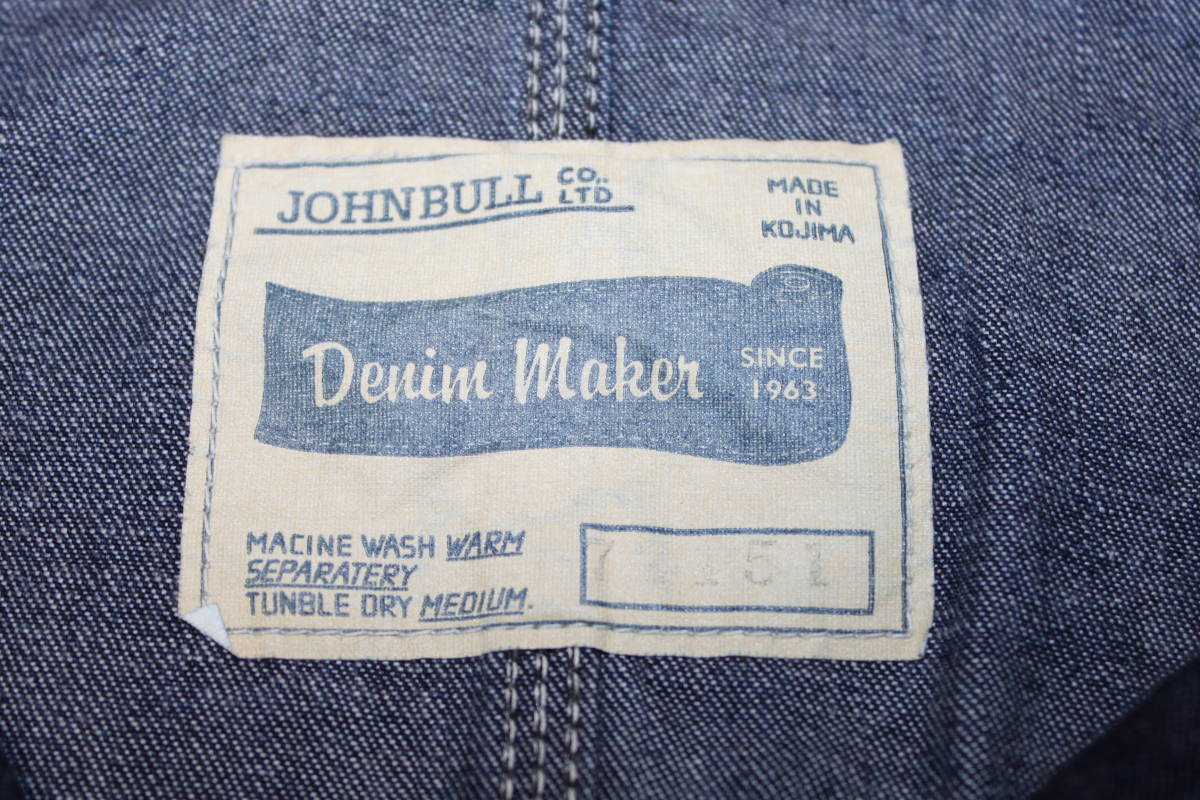 JOHNBULL CO., LTD
MADE
IN
KOJIMA
Denim Maker
SINCE
1963
MACINE WASH WARM
SEPARATERY
TUNBLE DRY MEDIUM.